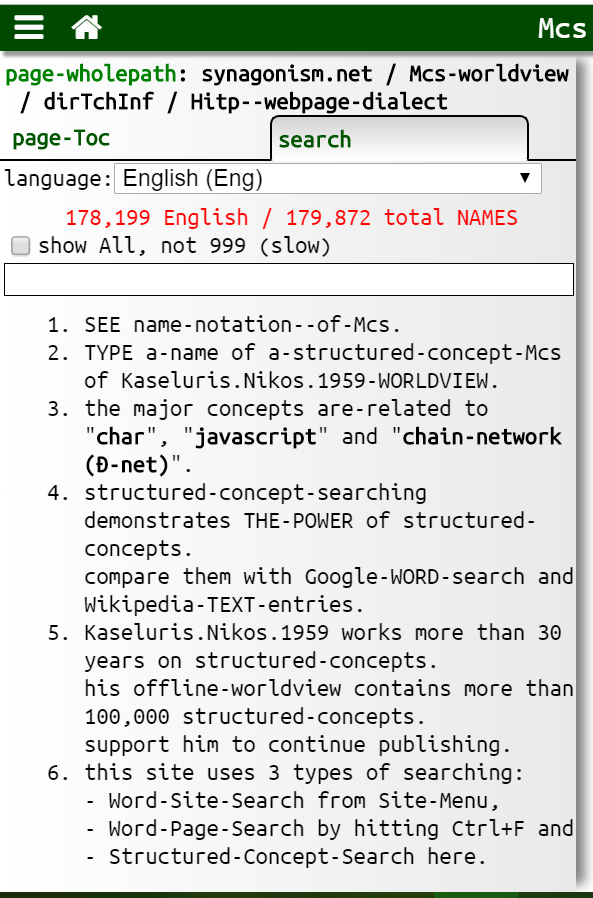 Mcs
page-wholepath: synagonism.net / Mcs-worldview
/ dirTchInf / Hitp--webpage-dialect
page-Toc
search
language: English (Eng)
178,199 English / 179,872 total NAMES
show All, not 999 (slow)
1. SEE name-notation--of-Mcs.
2. TYPE a-name of a-structured-concept-Mcs
of Kaseluris.Nikos.1959-WORLDVIEW.
3. the major concepts are-related to
"char", "javascript" and "chain-network
(Đ-net)".
4. structured-concept-searching
demonstrates THE-POWER of structured-
concepts.
compare them with Google-WORD-search and
Wikipedia-TEXT-entries.
5. Kaseluris.Nikos.1959 works more than 30
years on structured-concepts.
his offline-worldview contains more than
100,000 structured-concepts.
support him to continue publishing.
6. this site uses 3 types of searching:
- Word-Site-Search from Site-Menu,
- Word-Page-Search by hitting Ctrl+F and
- Structured-Concept-Search here.